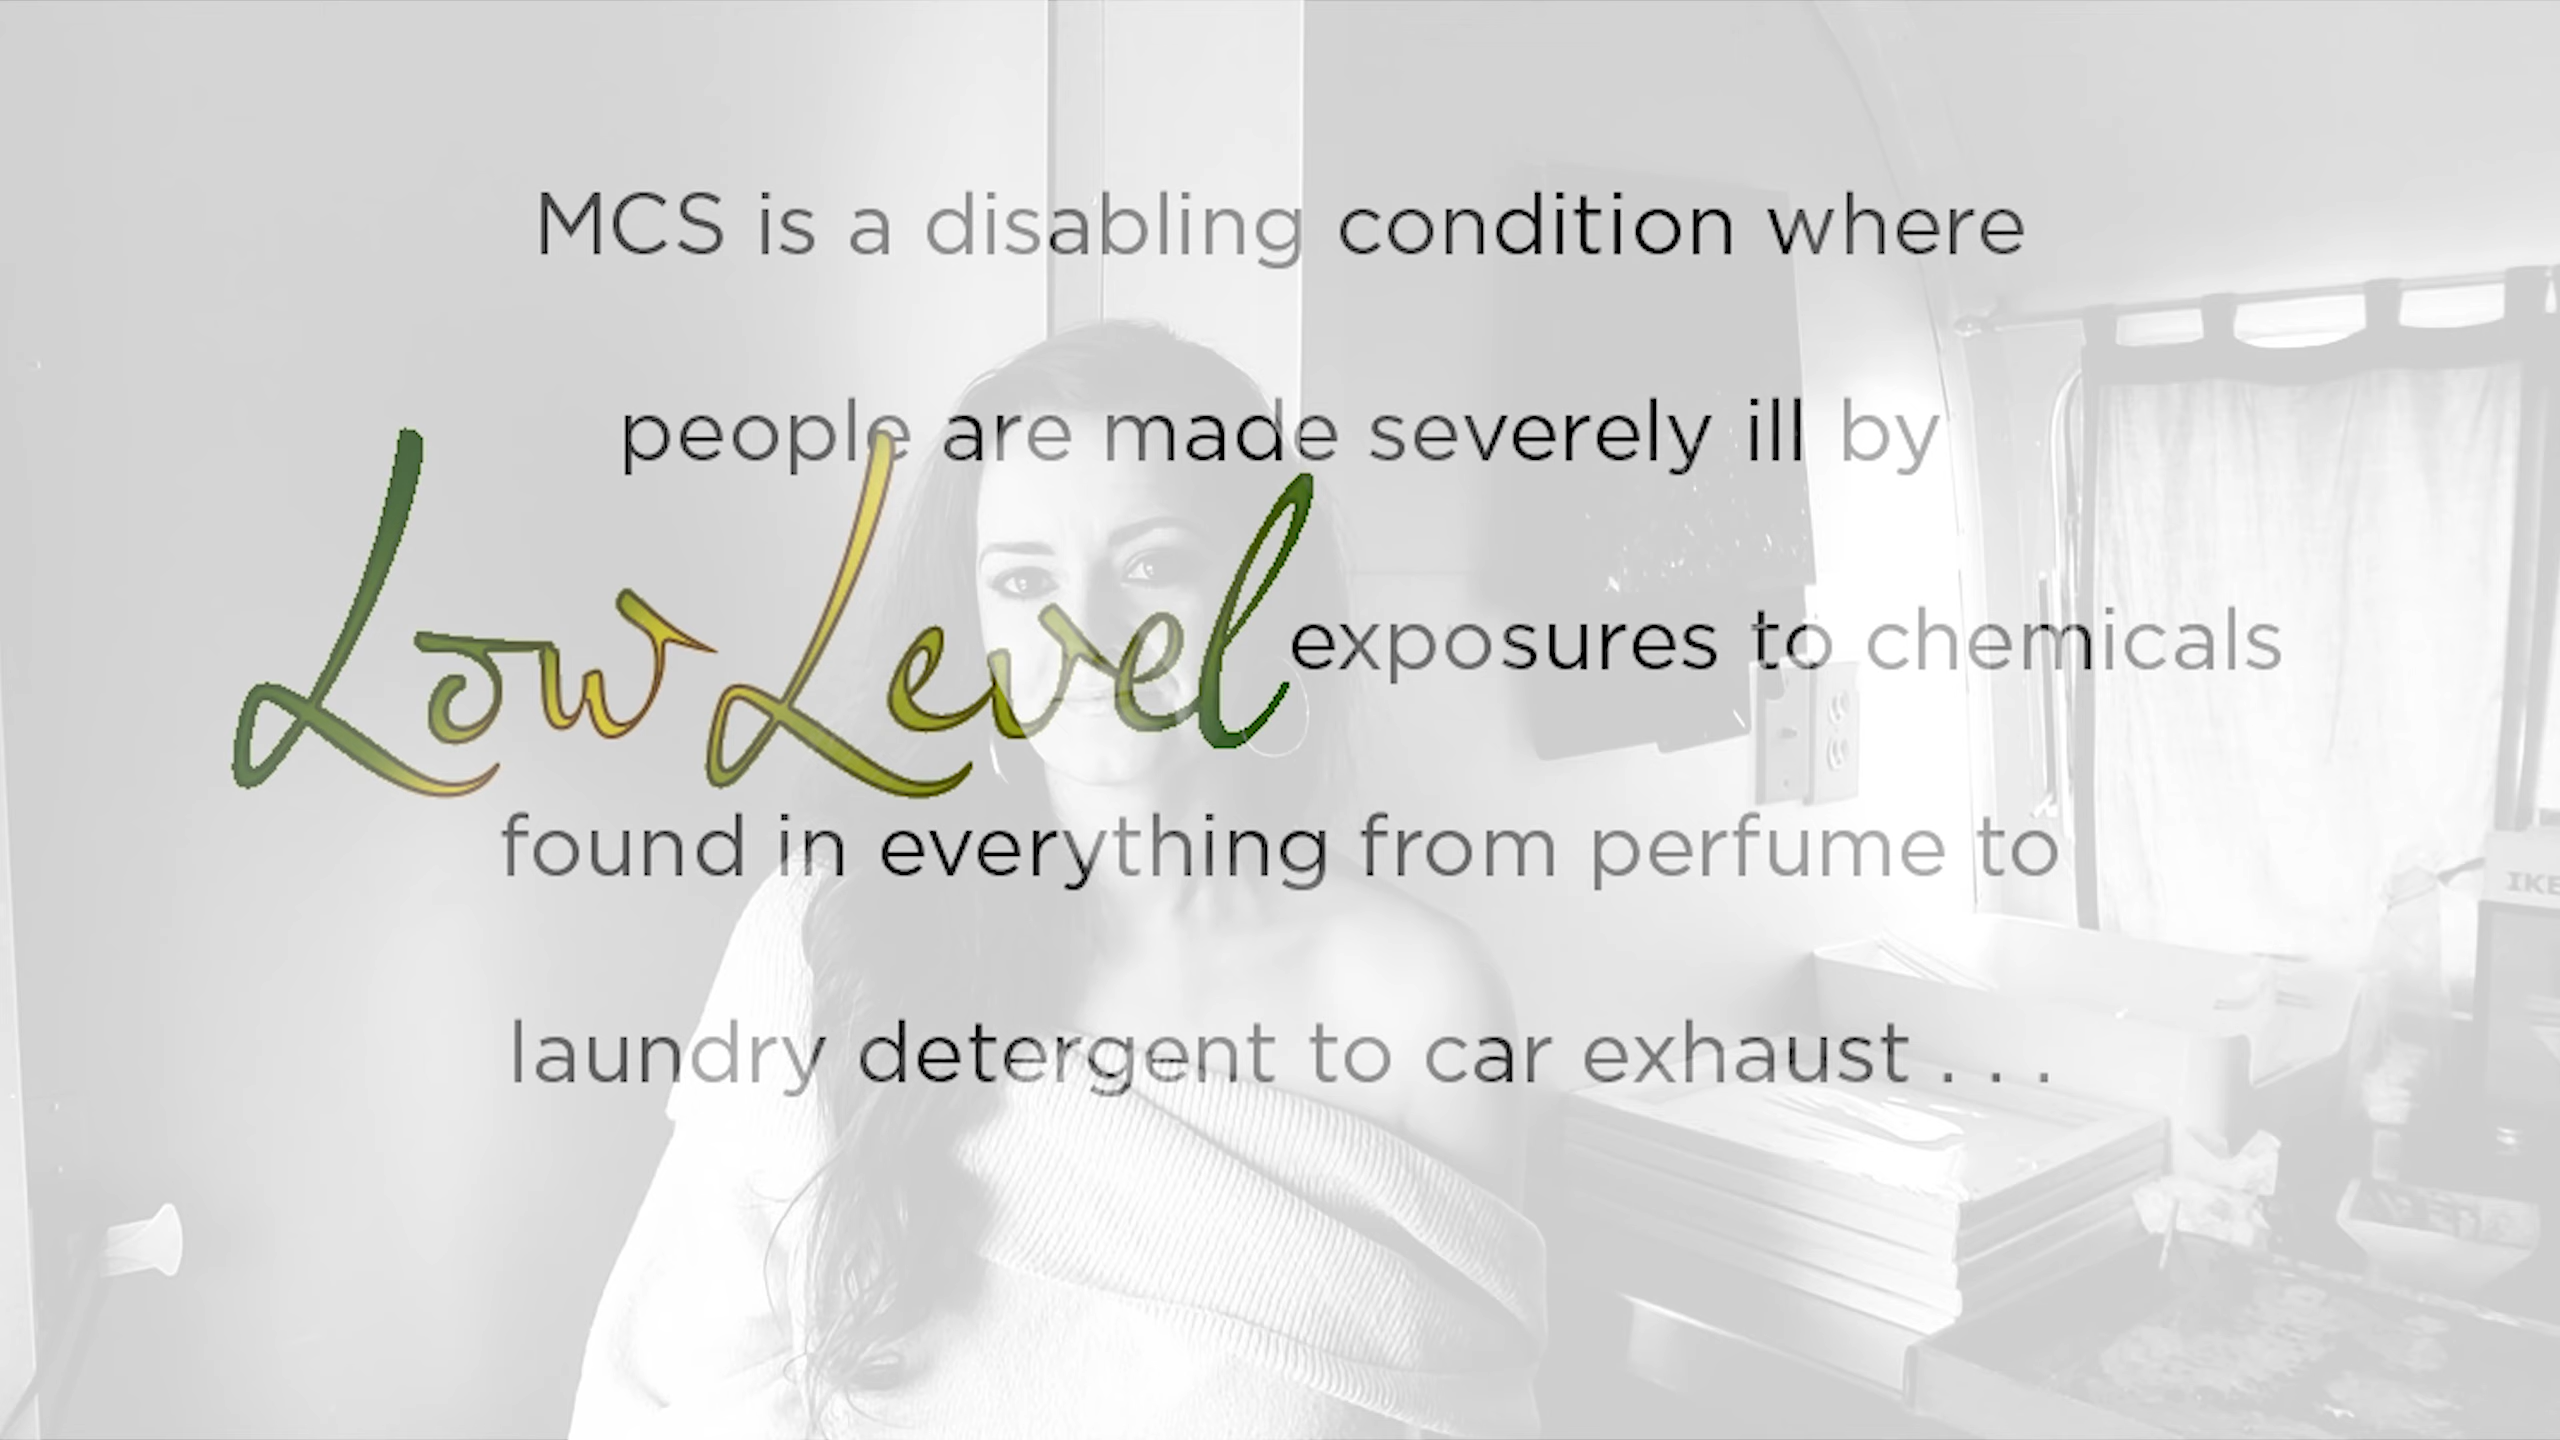 MCS is a disabling condition where
people are made severely ill by
Low Level exposures to chemicals
found in everything from perfume to
laundry detergent to car exhaust . . .
IKE